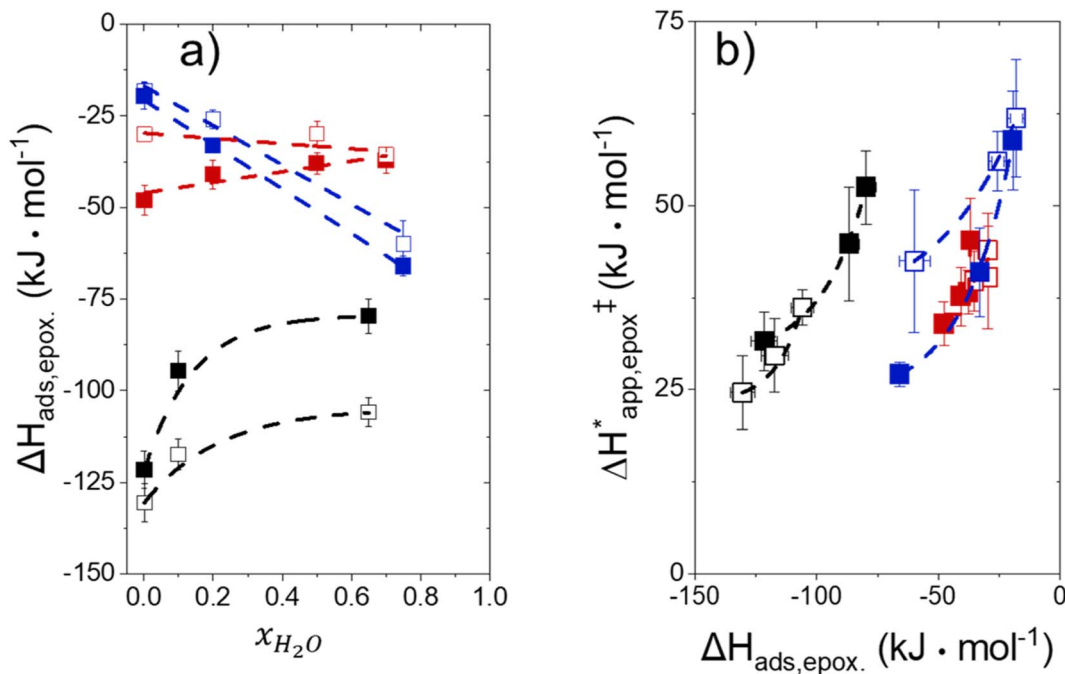 a)
0
-25
-50
-75
-100
-125
-150
ΔH_ads,epox. (kJ · mol⁻¹)
0.0 0.2 0.4 0.6 0.8 1.0
x_H₂O
b)
75
50
25
0
ΔH*_app,epox‡ (kJ · mol⁻¹)
-150 -100 -50 0
ΔH_ads,epox. (kJ · mol⁻¹)